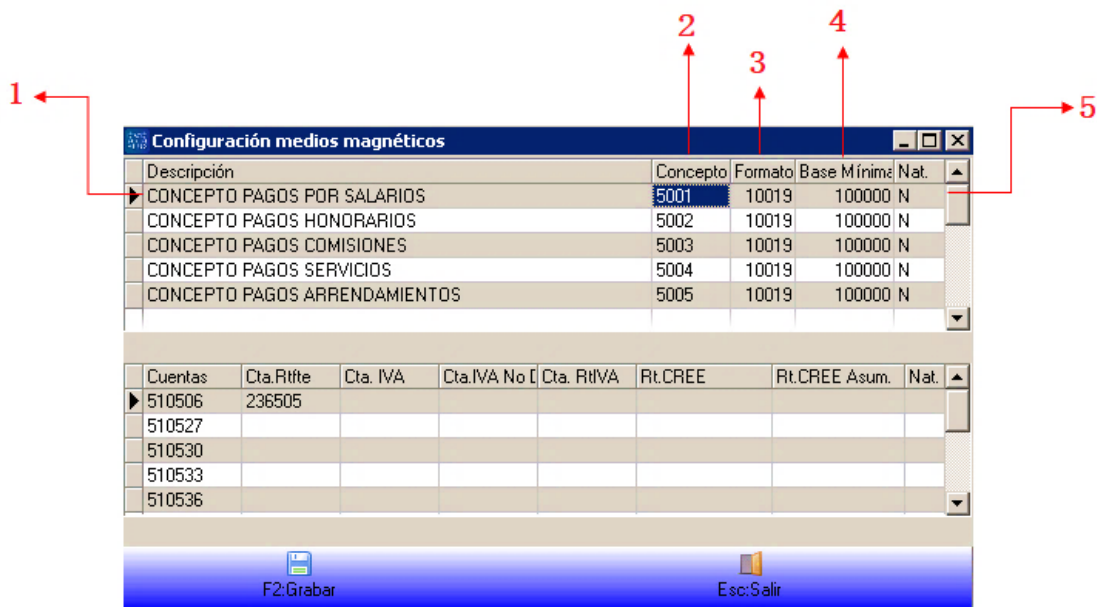 2 4
3
1 5
Configuración medios magnéticos
Descripción Concepto Formato Base Mínima Nat.
CONCEPTO PAGOS POR SALARIOS 5001 10019 100000 N
CONCEPTO PAGOS HONORARIOS 5002 10019 100000 N
CONCEPTO PAGOS COMISIONES 5003 10019 100000 N
CONCEPTO PAGOS SERVICIOS 5004 10019 100000 N
CONCEPTO PAGOS ARRENDAMIENTOS 5005 10019 100000 N
Cuentas Cta.Rtfte Cta. IVA Cta.IVA No D Cta. RtIVA Rt.CREE Rt.CREE Asum. Nat.
510506 236505
510527
510530
510533
510536
F2:Grabar Esc:Salir